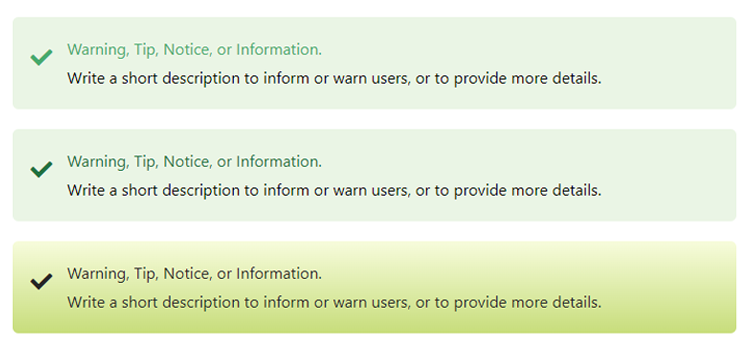 Warning, Tip, Notice, or Information.
Write a short description to inform or warn users, or to provide more details.
Warning, Tip, Notice, or Information.
Write a short description to inform or warn users, or to provide more details.
Warning, Tip, Notice, or Information.
Write a short description to inform or warn users, or to provide more details.